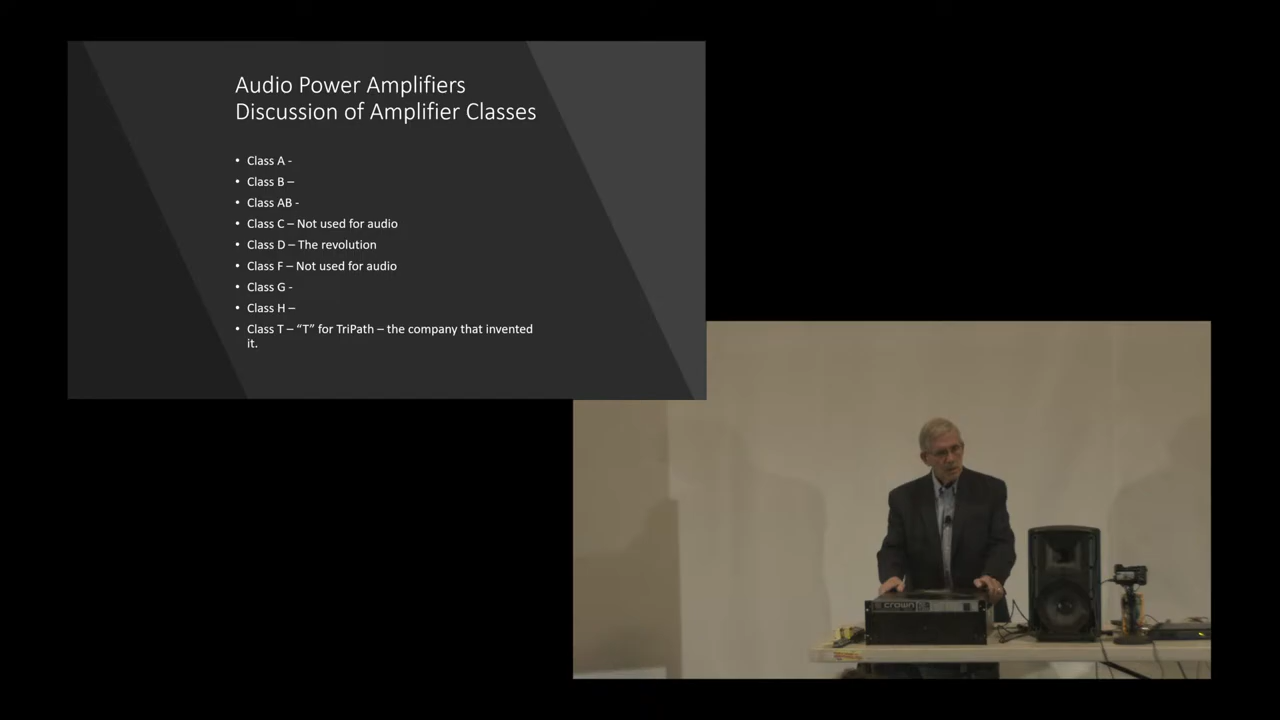 Audio Power Amplifiers
Discussion of Amplifier Classes
• Class A -
• Class B –
• Class AB -
• Class C – Not used for audio
• Class D – The revolution
• Class F – Not used for audio
• Class G -
• Class H –
• Class T – “T” for TriPath – the company that invented
it.
crown